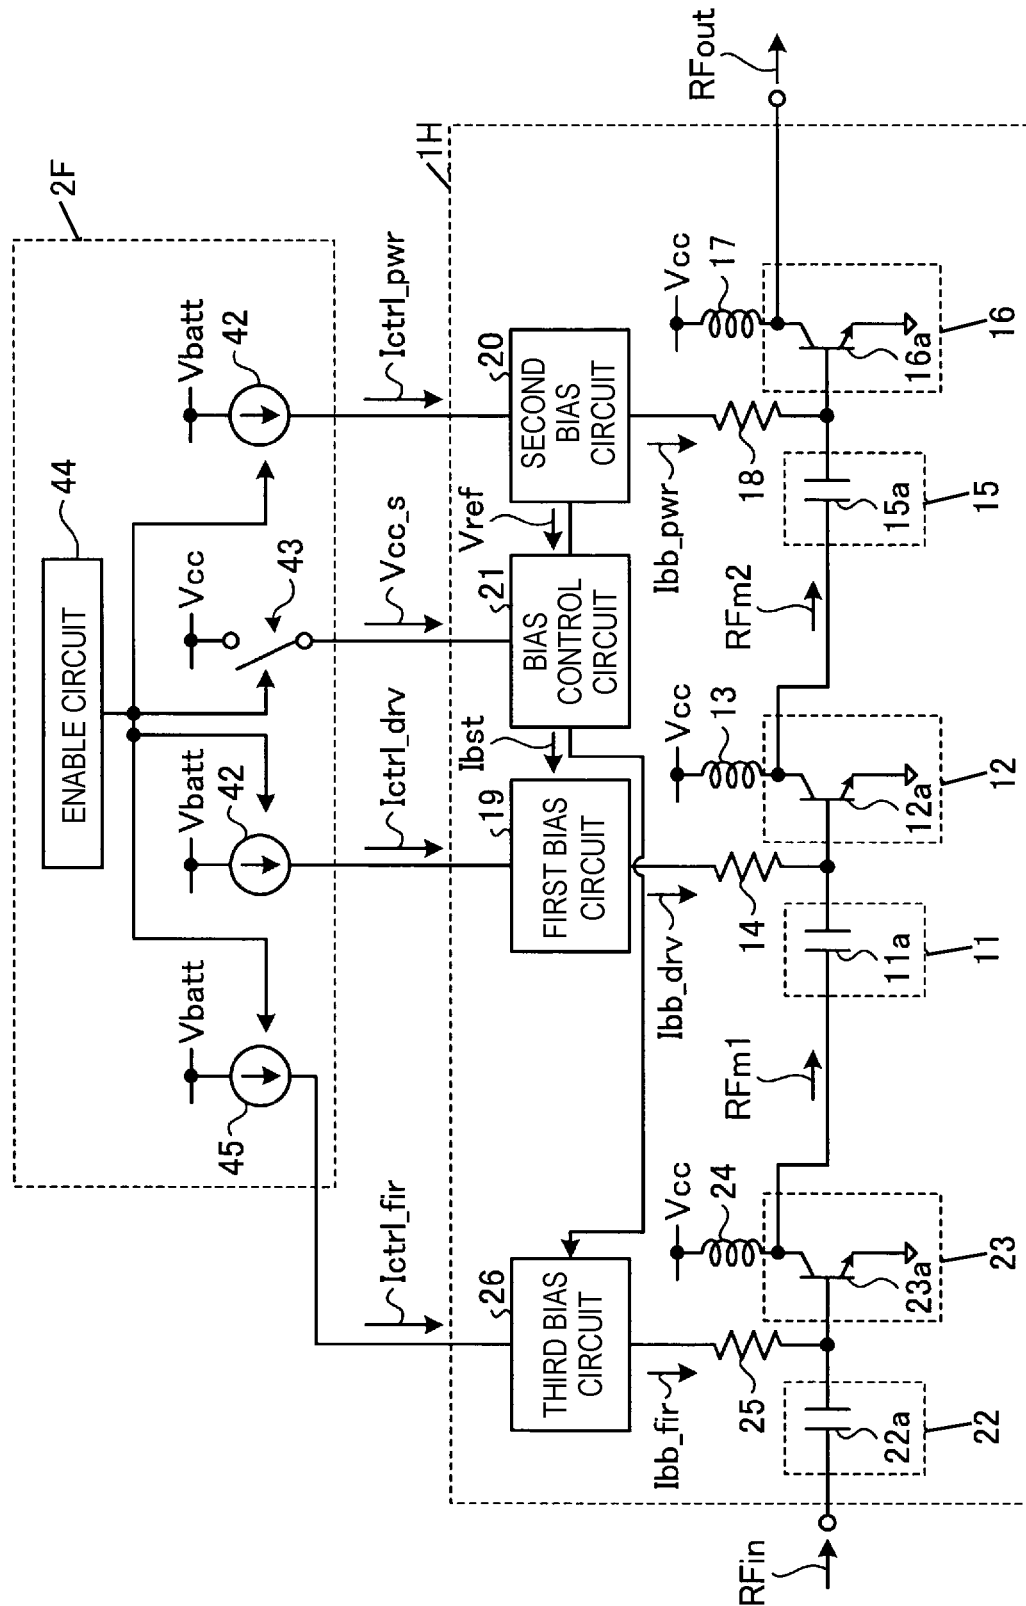 2F
ENABLE CIRCUIT
44
Vbatt
45
Vbatt
42
Vcc
43
Vbatt
42
Ictrl_fir
Ictrl_drv
Vcc_s
Ictrl_pwr
1H
THIRD BIAS
CIRCUIT
26
FIRST BIAS
CIRCUIT
19
Ibst
BIAS
CONTROL
CIRCUIT
21
Vref
SECOND
BIAS
CIRCUIT
20
Ibb_fir
25
Vcc
24
Ibb_drv
14
Vcc
13
Ibb_pwr
18
Vcc
17
RFin
22a
22
23a
23
RFm1
11a
11
12a
12
RFm2
15a
15
16a
16
RFout